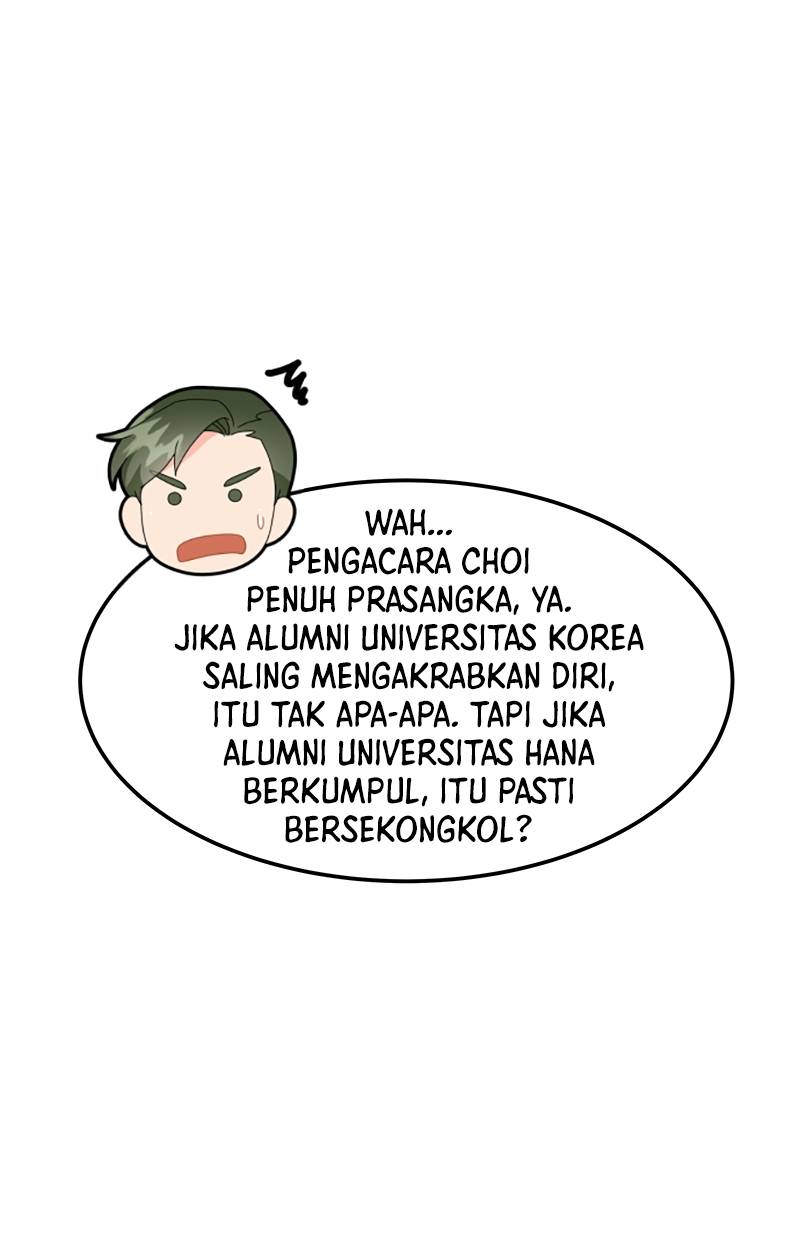 WAH...
PENGACARA CHOI
PENUH PRASANGKA, YA.
JIKA ALUMNI UNIVERSITAS KOREA
SALING MENGAKRABKAN DIRI,
ITU TAK APA-APA. TAPI JIKA
ALUMNI UNIVERSITAS HANA
BERKUMPUL, ITU PASTI
BERSEKONGKOL?